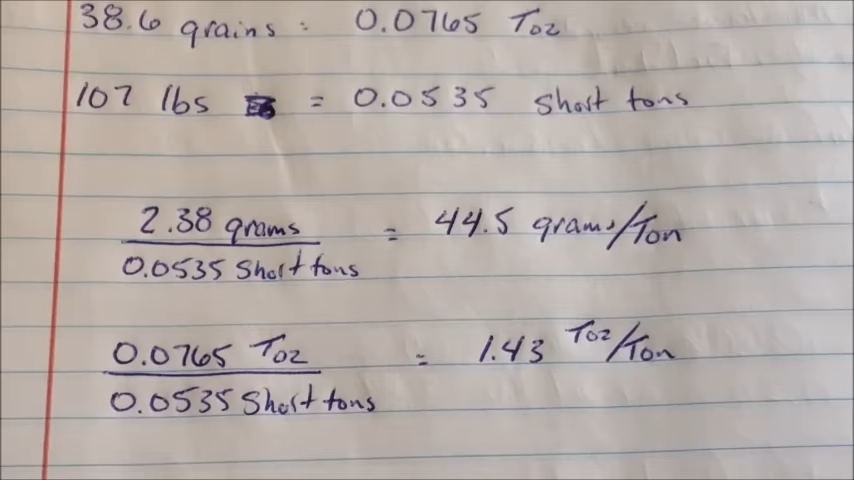 38.6 grains = 0.0765 Toz
107 lbs = 0.0535 Short tons
2.38 grams = 44.5 grams/Ton
0.0535 Short tons
0.0765 Toz = 1.43 Toz/Ton
0.0535 Short tons